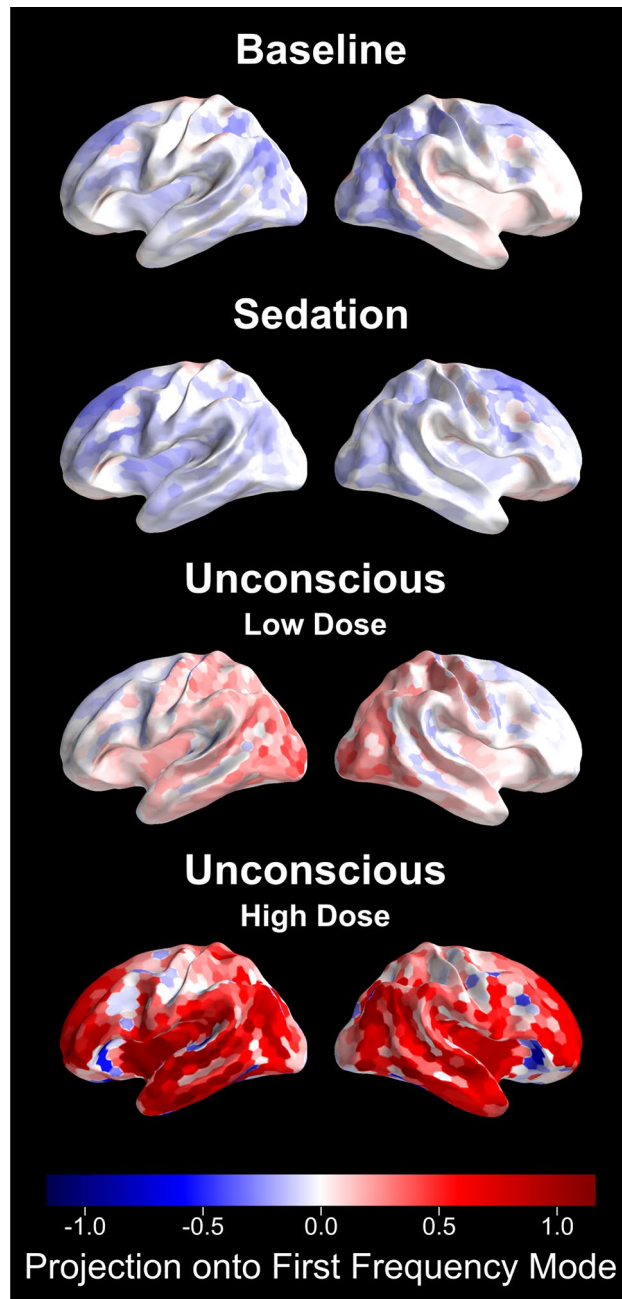 Baseline
Sedation
Unconscious
Low Dose
Unconscious
High Dose
-1.0 -0.5 0.0 0.5 1.0
Projection onto First Frequency Mode